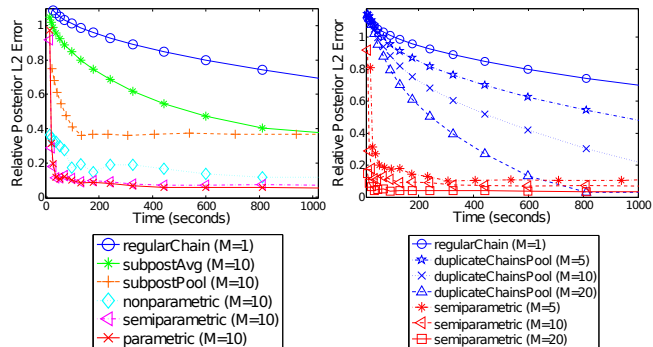 Relative Posterior L2 Error
1
0.8
0.6
0.4
0.2
0
0 200 400 600 800 1000
Time (seconds)
regularChain (M=1)
subpostAvg (M=10)
subpostPool (M=10)
nonparametric (M=10)
semiparametric (M=10)
parametric (M=10)
Relative Posterior L2 Error
1
0.8
0.6
0.4
0.2
0
200 400 600 800 1000
Time (seconds)
regularChain (M=1)
duplicateChainsPool (M=5)
duplicateChainsPool (M=10)
duplicateChainsPool (M=20)
semiparametric (M=5)
semiparametric (M=10)
semiparametric (M=20)